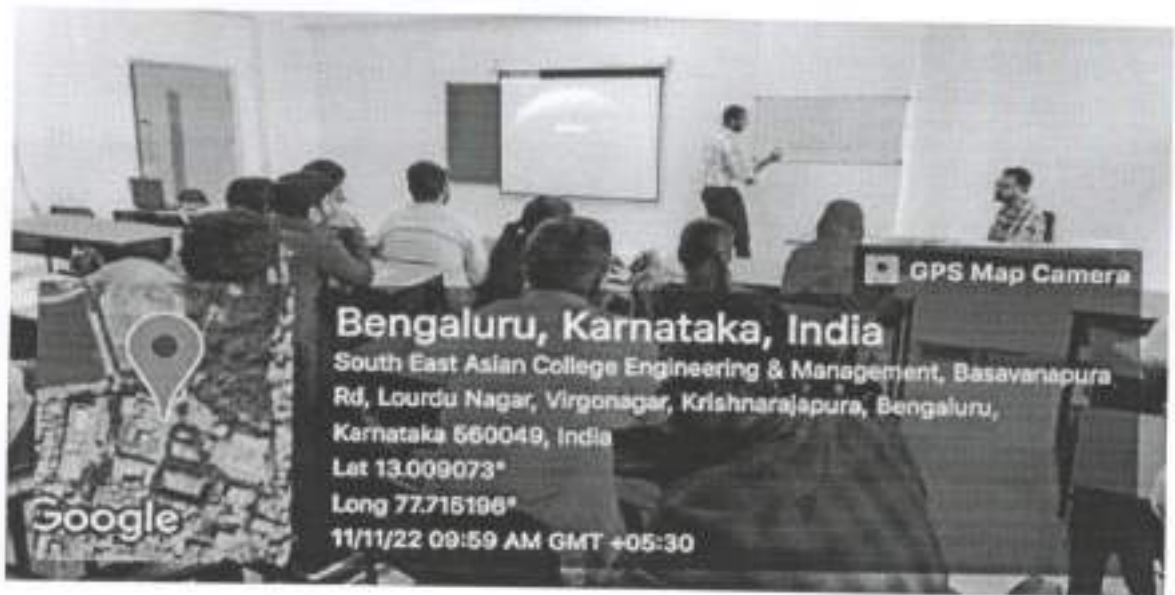 GPS Map Camera
Bengaluru, Karnataka, India
South East Asian College Engineering & Management, Basavanapura
Rd, Lourdu Nagar, Virgonagar, Krishnarajapura, Bengaluru,
Karnataka 560049, India
Lat 13.009073°
Long 77.715196°
11/11/22 09:59 AM GMT +05:30
Google